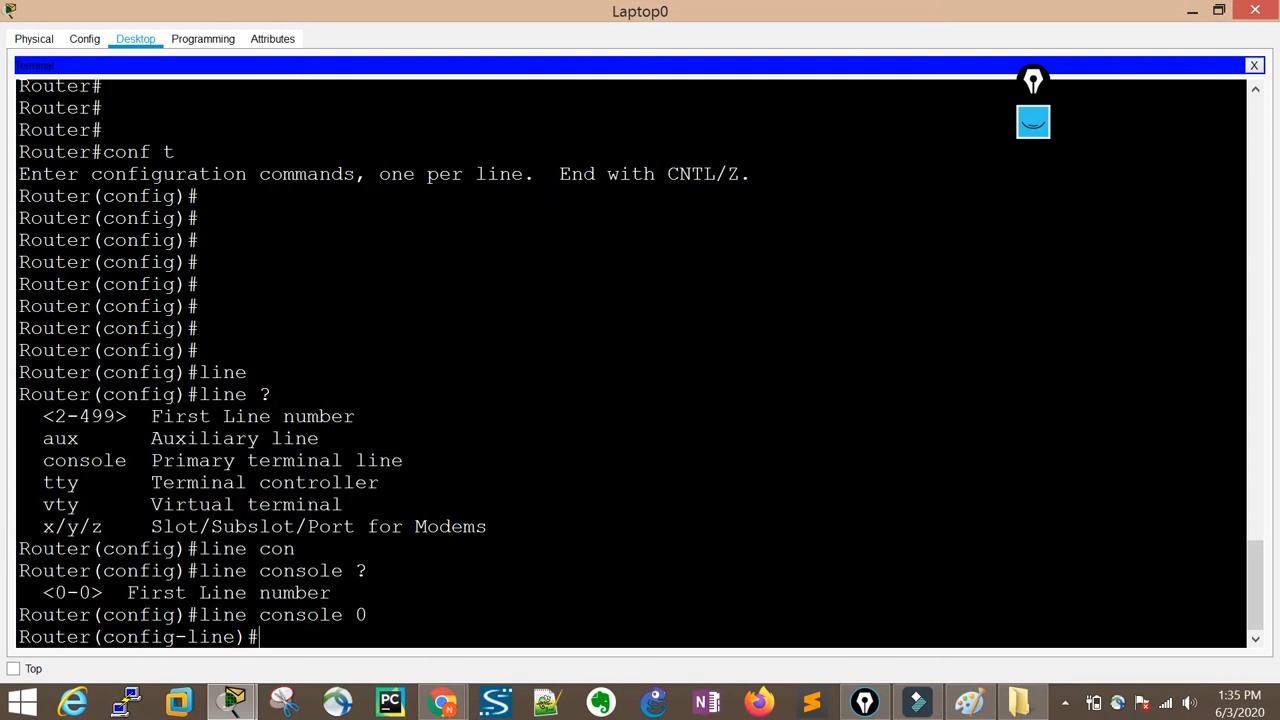 Laptop0
Physical Config Desktop Programming Attributes
Terminal X
Router#
Router#
Router#
Router#conf t
Enter configuration commands, one per line.  End with CNTL/Z.
Router(config)#
Router(config)#
Router(config)#
Router(config)#
Router(config)#
Router(config)#
Router(config)#
Router(config)#
Router(config)#line
Router(config)#line ?
  <2-499>  First Line number
  aux      Auxiliary line
  console  Primary terminal line
  tty      Terminal controller
  vty      Virtual terminal
  x/y/z    Slot/Subslot/Port for Modems
Router(config)#line con
Router(config)#line console ?
  <0-0>  First Line number
Router(config)#line console 0
Router(config-line)#
Top
PC
N
N
S
1:35 PM
6/3/2020